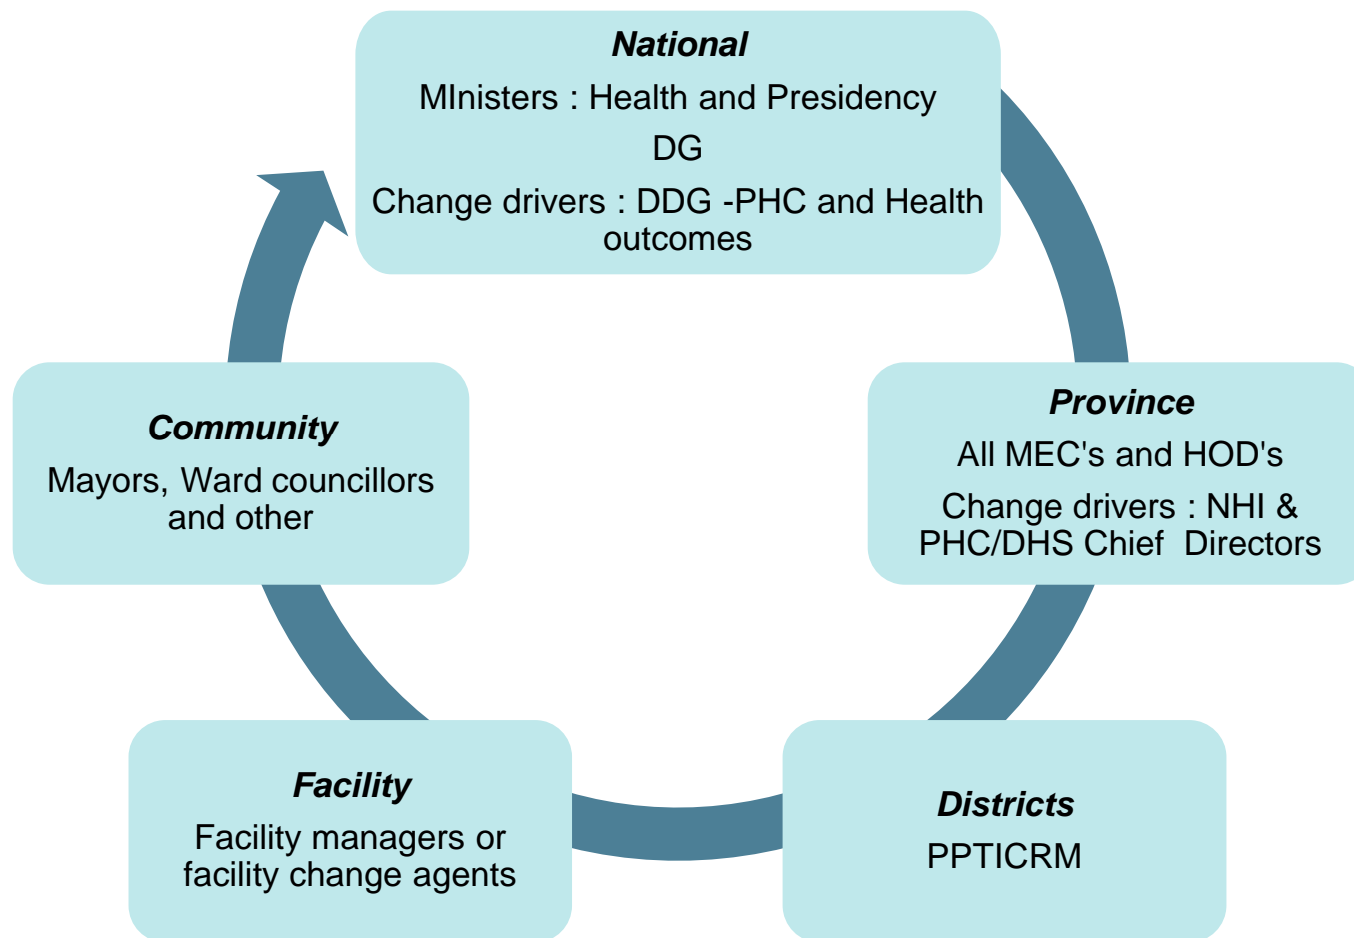 National
MInisters : Health and Presidency
DG
Change drivers : DDG -PHC and Health
outcomes
Province
All MEC's and HOD's
Change drivers : NHI &
PHC/DHS Chief  Directors
Districts
PPTICRM
Facility
Facility managers or
facility change agents
Community
Mayors, Ward councillors
and other